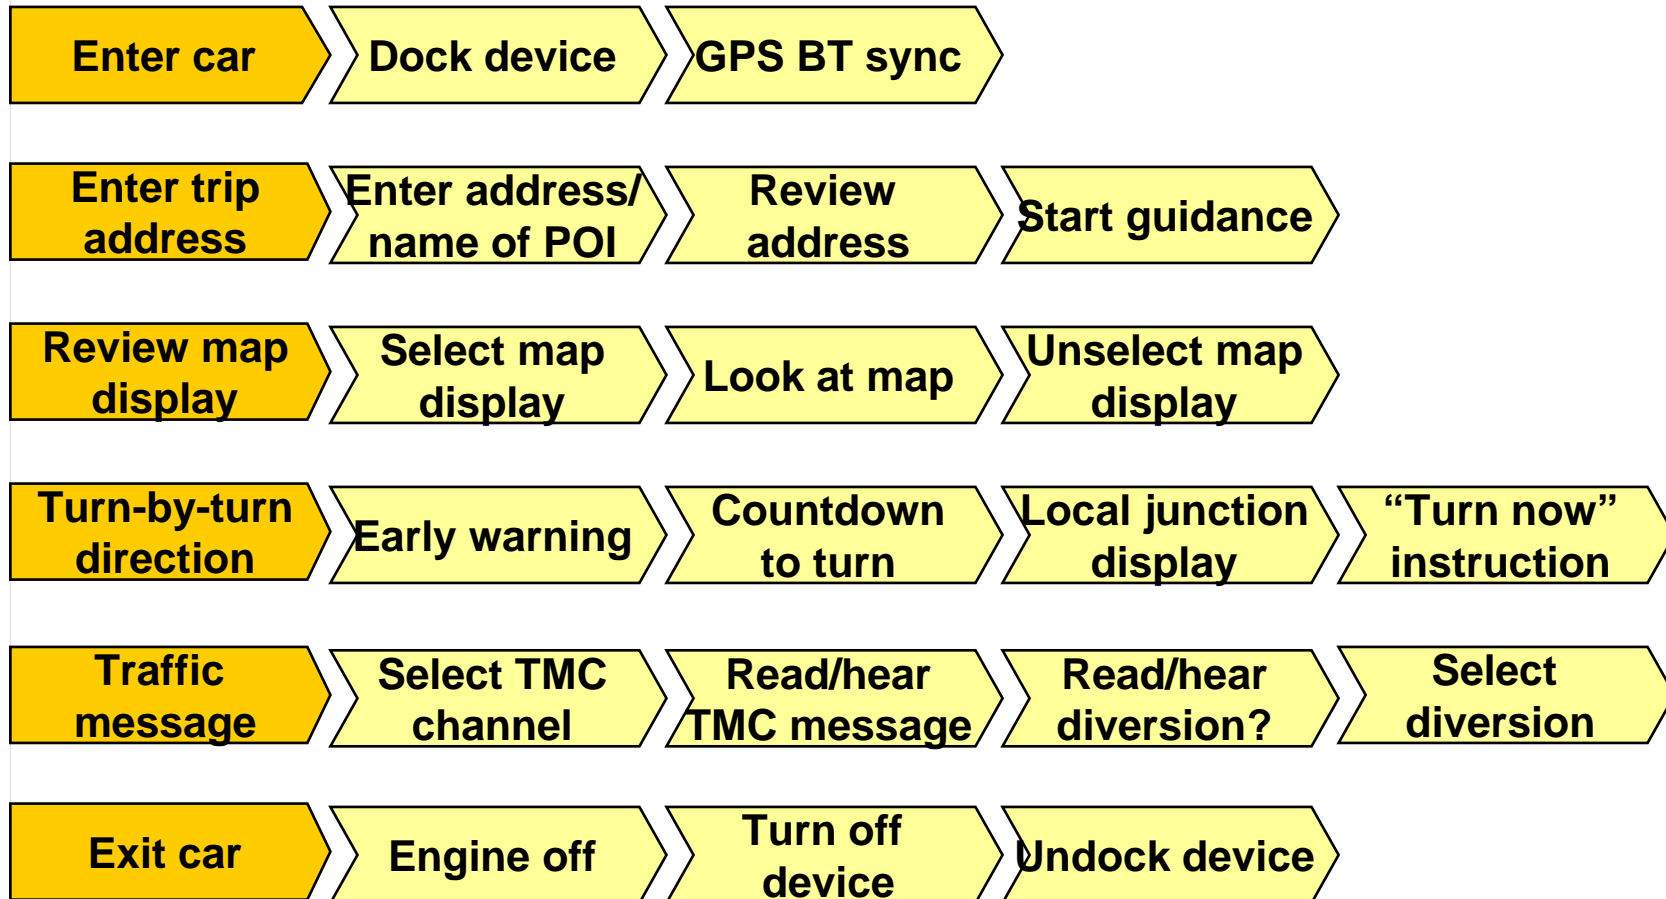 Enter car
Dock device
GPS BT sync
Enter trip
address
Enter address/
name of POI
Review
address
Start guidance
Review map
display
Select map
display
Look at map
Unselect map
display
Turn-by-turn
direction
Early warning
Countdown
to turn
Local junction
display
“Turn now”
instruction
Traffic
message
Select TMC
channel
Read/hear
TMC message
Read/hear
diversion?
Select
diversion
Exit car
Engine off
Turn off
device
Undock device